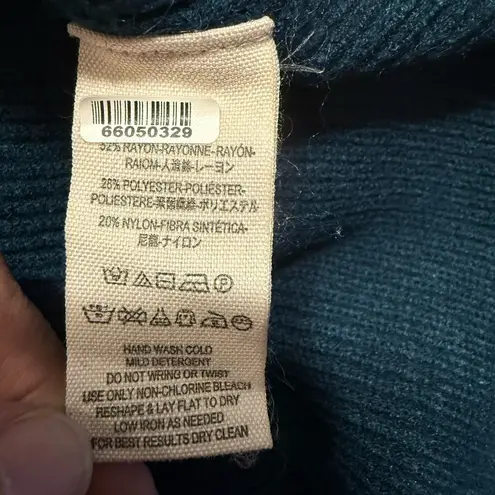 66050329
52% RAYON-RAYONNE-RAYÓN-
RAIOM-人造絲-レーヨン
28% POLYESTER-POLIÉSTER-
POLIESTERE-聚酯纖維-ポリエステル
20% NYLON-FIBRA SINTÉTICA-
尼龍-ナイロン
HAND WASH COLD
MILD DETERGENT
DO NOT WRING OR TWIST
USE ONLY NON-CHLORINE BLEACH
RESHAPE & LAY FLAT TO DRY
LOW IRON AS NEEDED
FOR BEST RESULTS DRY CLEAN